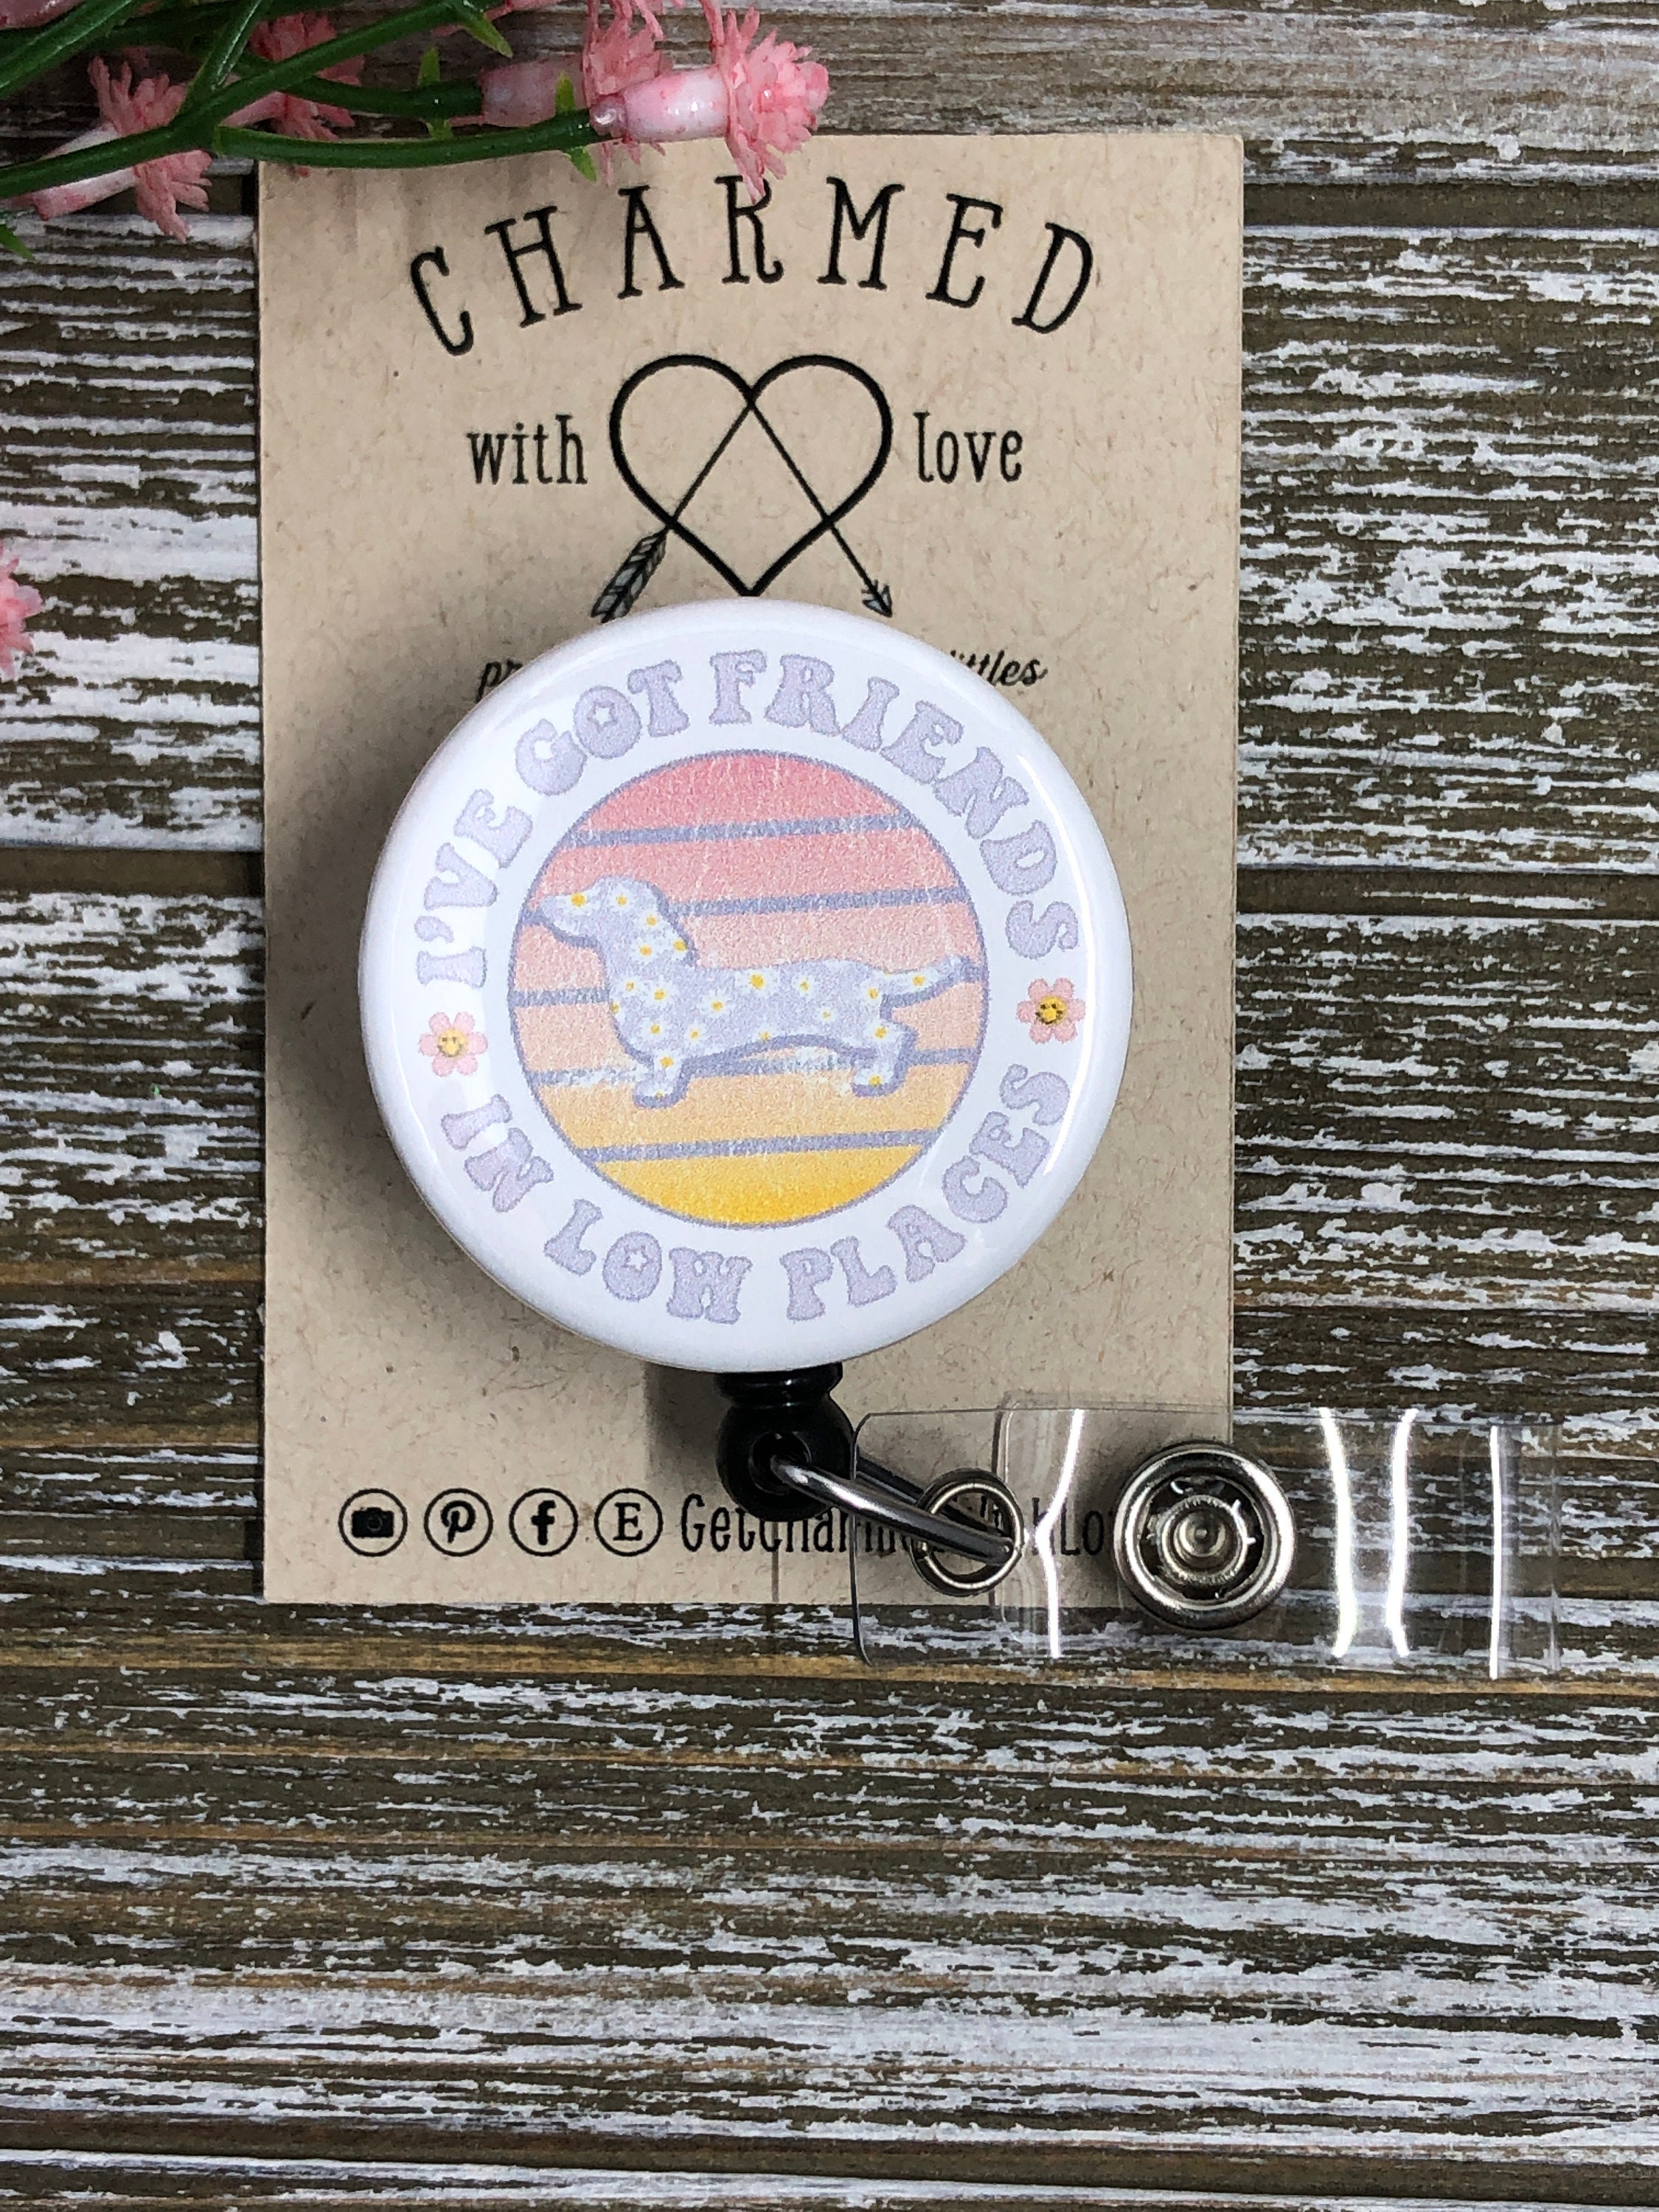 CHARMED
with love
I'VE GOT FRIENDS
IN LOW PLACES
E